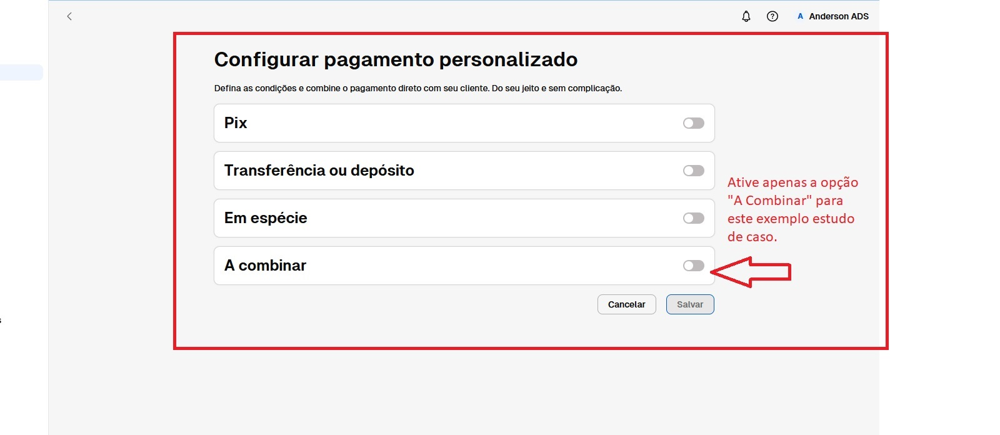 A Anderson ADS
Configurar pagamento personalizado
Defina as condições e combine o pagamento direto com seu cliente. Do seu jeito e sem complicação.
Pix
Transferência ou depósito
Em espécie
A combinar
Ative apenas a opção
"A Combinar" para
este exemplo estudo
de caso.
Cancelar
Salvar
s